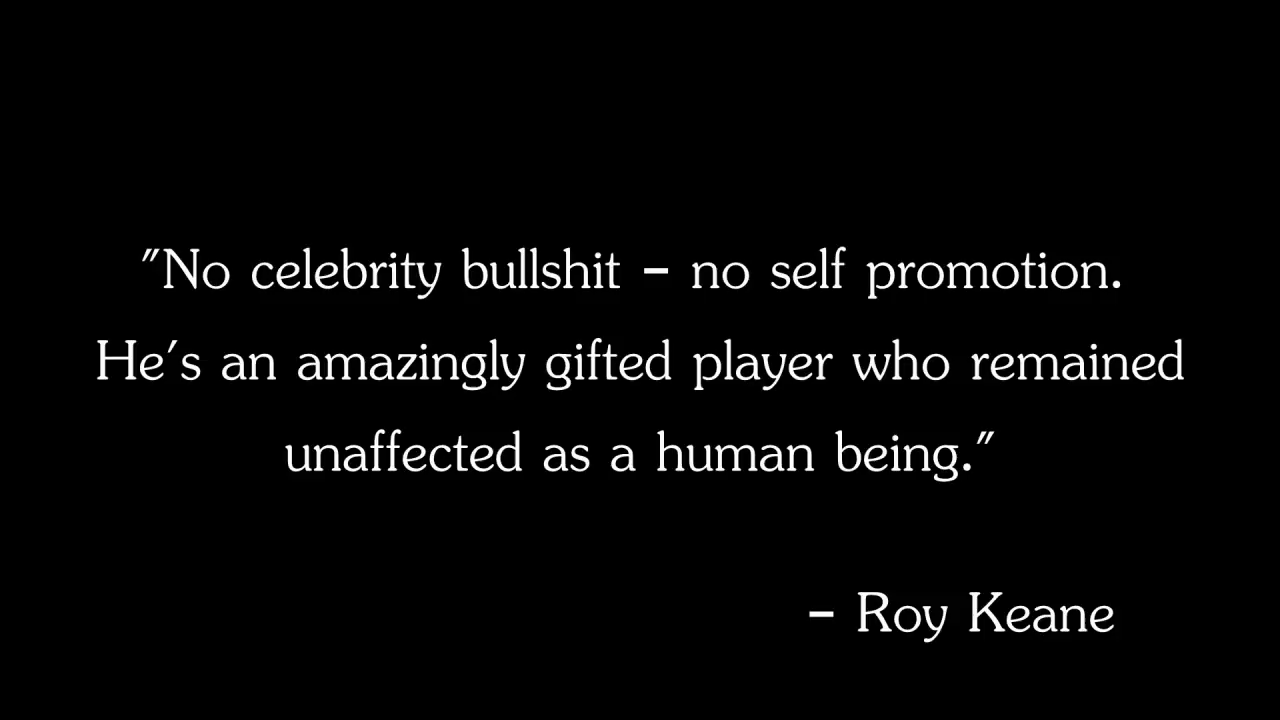 "No celebrity bullshit – no self promotion.
He's an amazingly gifted player who remained
unaffected as a human being."
– Roy Keane